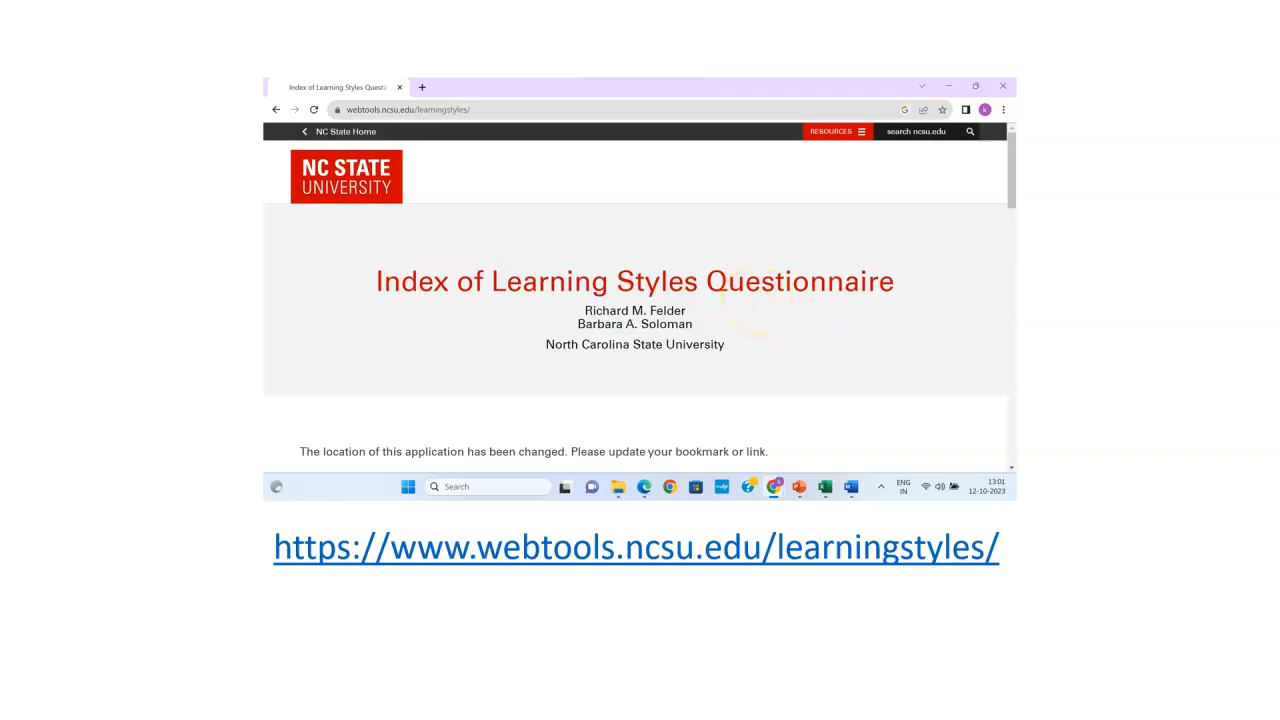 Index of Learning Styles Questi
webtools.ncsu.edu/learningstyles/
NC State Home
RESOURCES
search ncsu.edu
NC STATE
UNIVERSITY
Index of Learning Styles Questionnaire
Richard M. Felder
Barbara A. Soloman
North Carolina State University
The location of this application has been changed. Please update your bookmark or link.
Search
ENG
IN
13:01
12-10-2023
https://www.webtools.ncsu.edu/learningstyles/